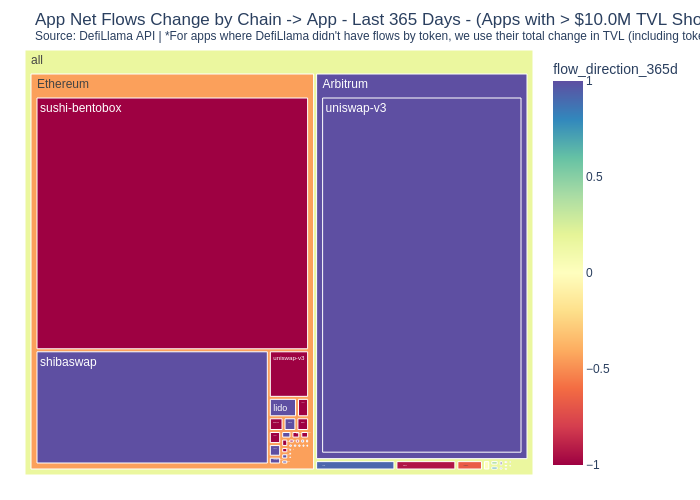 App Net Flows Change by Chain -> App - Last 365 Days - (Apps with > $10.0M TVL Sho
Source: DefiLlama API | *For apps where DefiLlama didn't have flows by token, we use their total change in TVL (including toke
all
Ethereum
Arbitrum
sushi-bentobox
uniswap-v3
shibaswap
uniswap-v3
lido
flow_direction_365d
1
0.5
0
−0.5
−1